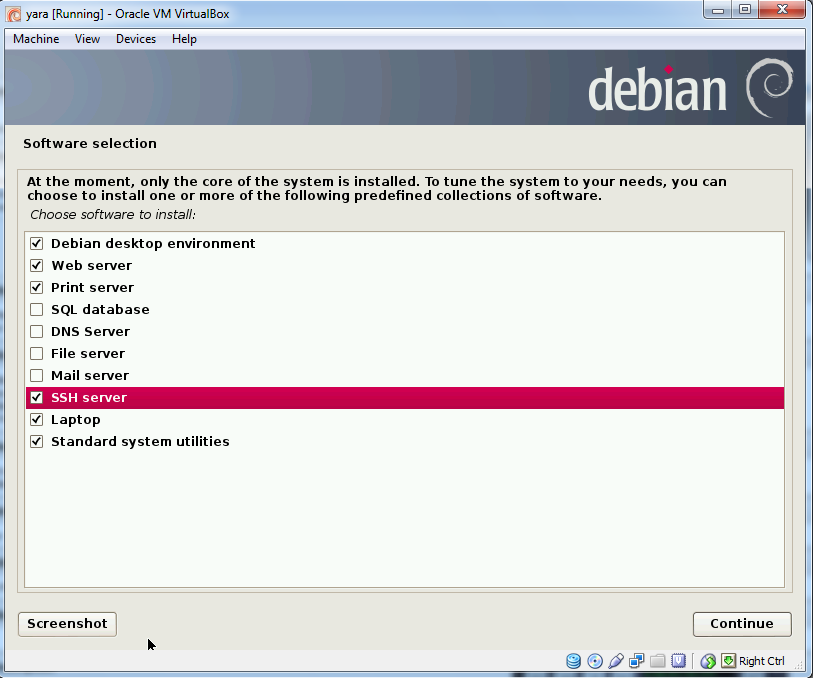 yara [Running] - Oracle VM VirtualBox
Machine View Devices Help
debian
Software selection
At the moment, only the core of the system is installed. To tune the system to your needs, you can
choose to install one or more of the following predefined collections of software.
Choose software to install:
Debian desktop environment
Web server
Print server
SQL database
DNS Server
File server
Mail server
SSH server
Laptop
Standard system utilities
Screenshot
Continue
Right Ctrl